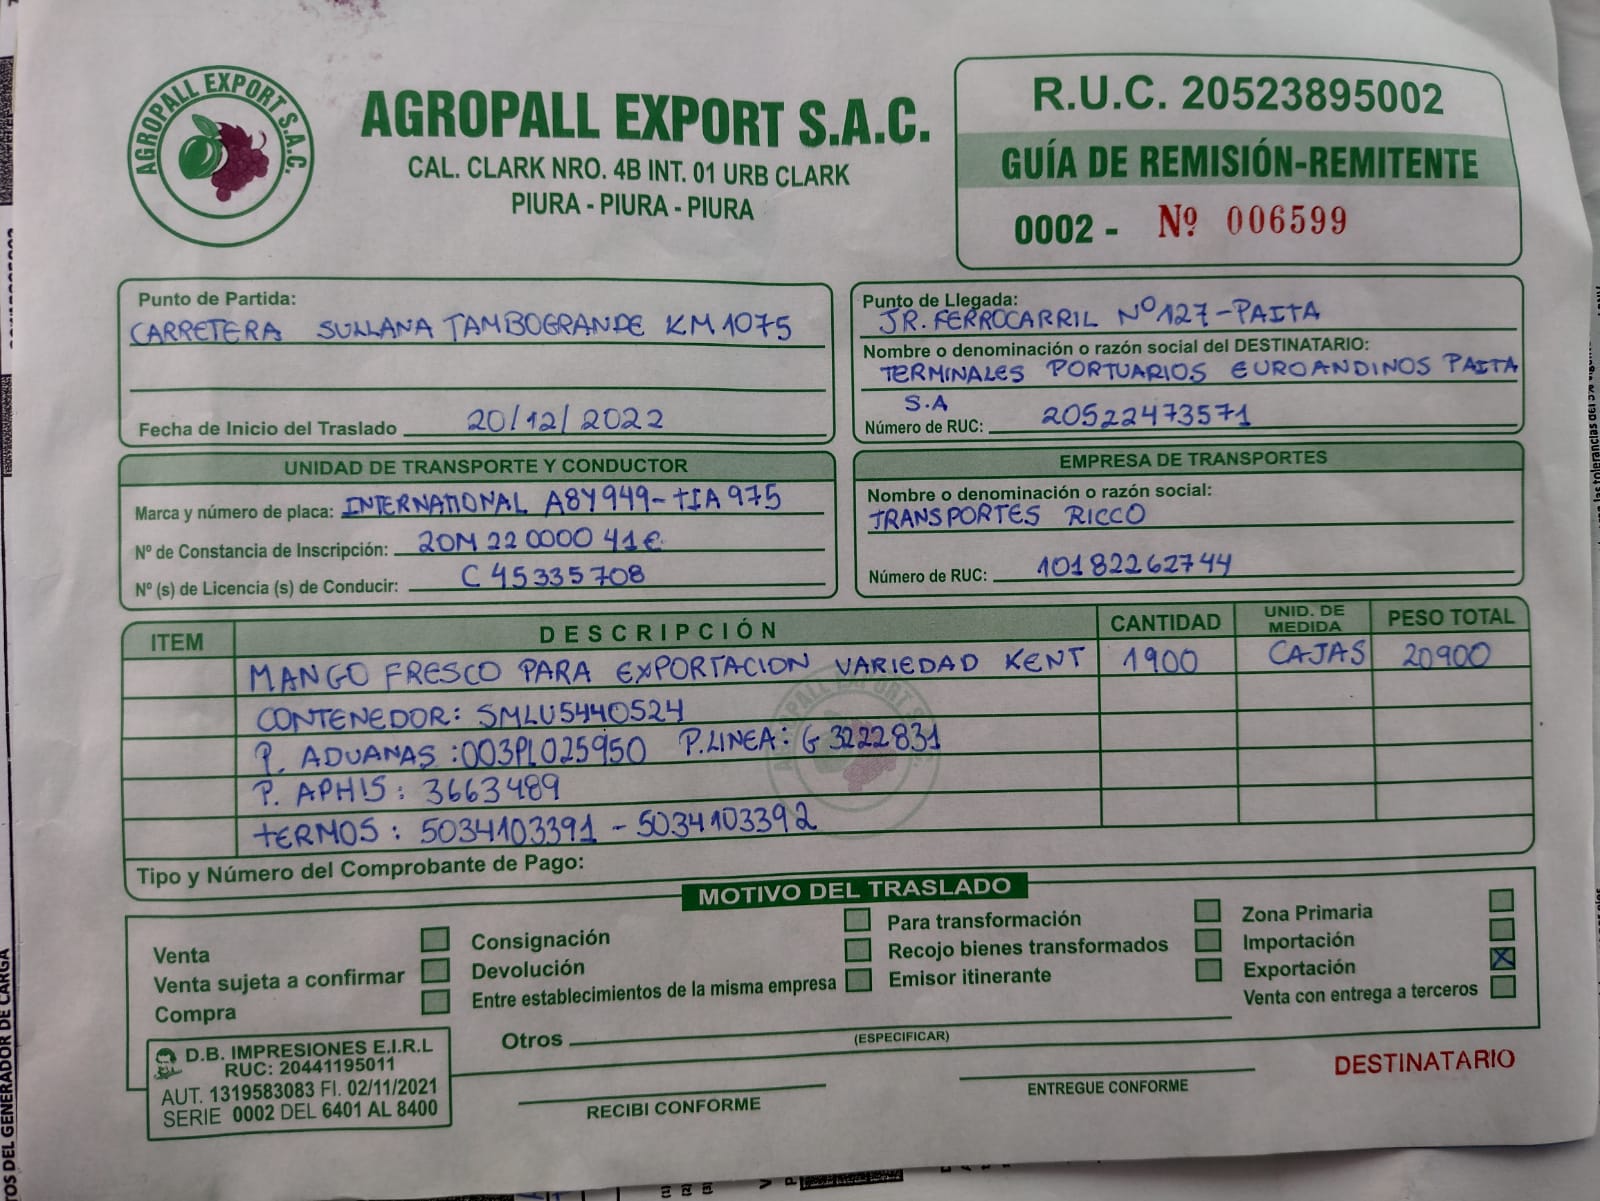 AGROPALL EXPORT S.A.C.
AGROPALL EXPORT S.A.C.
CAL. CLARK NRO. 4B INT. 01 URB CLARK
PIURA - PIURA - PIURA
R.U.C. 20523895002
GUÍA DE REMISIÓN-REMITENTE
0002 - Nº 006599
Punto de Partida:
CARRETERA SULLANA TAMBOGRANDE KM 1075
Fecha de Inicio del Traslado 20/12/2022
Punto de Llegada:
JR. FERROCARRIL Nº 127-PAITA
Nombre o denominación o razón social del DESTINATARIO:
TERMINALES PORTUARIOS EUROANDINOS PAITA
S.A
Número de RUC: 20522473571
UNIDAD DE TRANSPORTE Y CONDUCTOR
Marca y número de placa: INTERNATIONAL A8Y949-TIA975
Nº de Constancia de Inscripción: 20M22000041E
Nº (s) de Licencia (s) de Conducir: C45335708
EMPRESA DE TRANSPORTES
Nombre o denominación o razón social:
TRANSPORTES RICCO
Número de RUC: 10182262744
ITEM DESCRIPCIÓN CANTIDAD UNID. DE MEDIDA PESO TOTAL
MANGO FRESCO PARA EXPORTACION VARIEDAD KENT 1900 CAJAS 20900
CONTENEDOR: SMLU5440524
P. ADUANAS : 003PL025950 P.LINEA: G3222831
P. APHIS : 3663489
TERMOS : 5034103391 - 5034103392
Tipo y Número del Comprobante de Pago:
MOTIVO DEL TRASLADO
Venta
Venta sujeta a confirmar
Compra
Consignación
Devolución
Entre establecimientos de la misma empresa
Para transformación
Recojo bienes transformados
Emisor itinerante
Zona Primaria
Importación
Exportación X
Venta con entrega a terceros
Otros
(ESPECIFICAR)
D.B. IMPRESIONES E.I.R.L
RUC: 20441195011
AUT. 1319583083 FI. 02/11/2021
SERIE 0002 DEL 6401 AL 8400
RECIBI CONFORME
ENTREGUE CONFORME
DESTINATARIO
TOS DEL GENERADOR DE CARGA